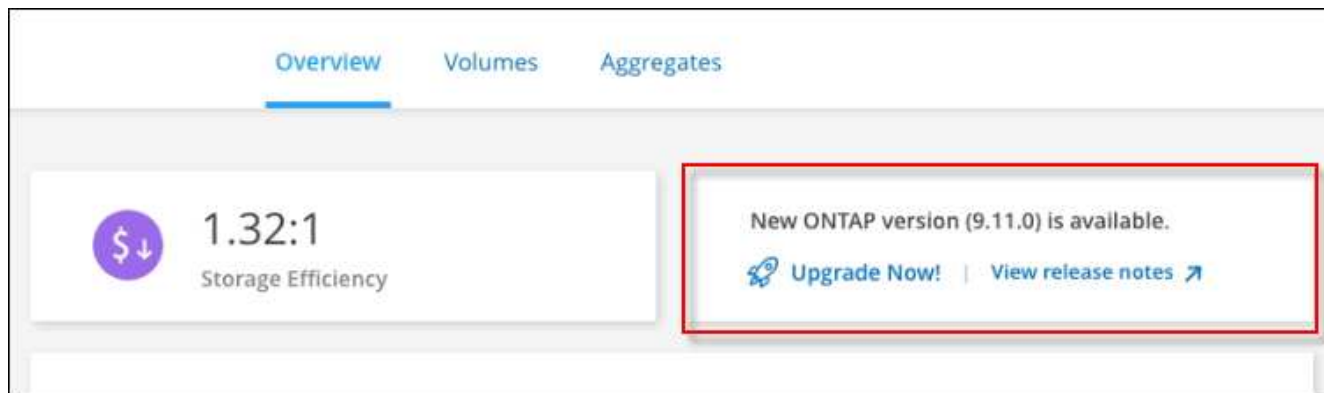 Overview Volumes Aggregates
1.32:1
Storage Efficiency
New ONTAP version (9.11.0) is available.
Upgrade Now! | View release notes